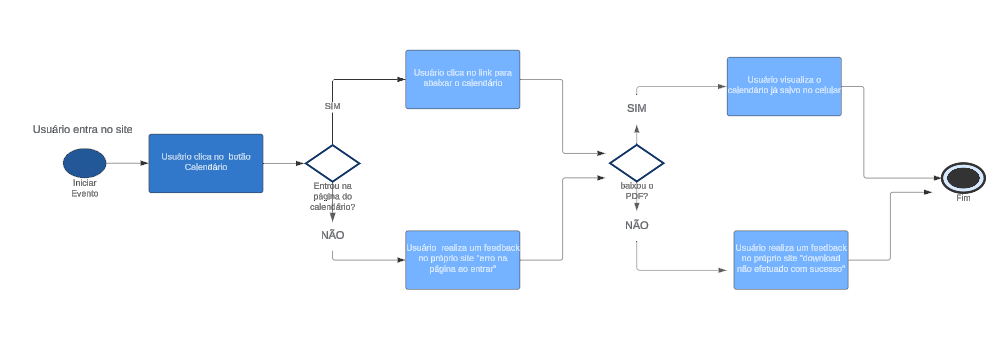 Usuário entra no site
Iniciar
Evento
Usuário clica no botão
Calendário
Entrou na
página do
calendário?
SIM
NÃO
Usuário clica no link para
abaixar o calendário
Usuário realiza um feedback
no próprio site "erro na
página ao entrar"
baixou o
PDF?
SIM
NÃO
Usuário visualiza o
calendário já salvo no celular
Usuário realiza um feedback
no próprio site "download
não efetuado com sucesso"
Fim